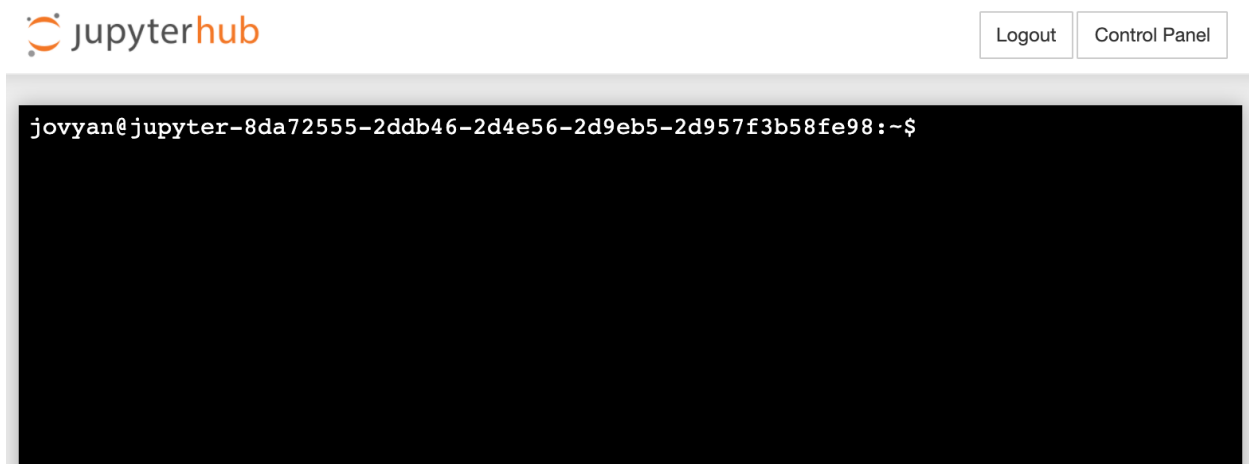 jupyterhub
Logout
Control Panel
jovyan@jupyter-8da72555-2ddb46-2d4e56-2d9eb5-2d957f3b58fe98:~$